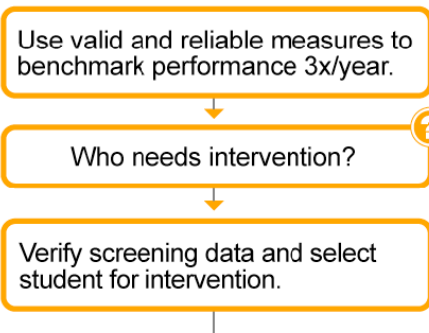 Use valid and reliable measures to
benchmark performance 3x/year.
Who needs intervention?
Verify screening data and select
student for intervention.